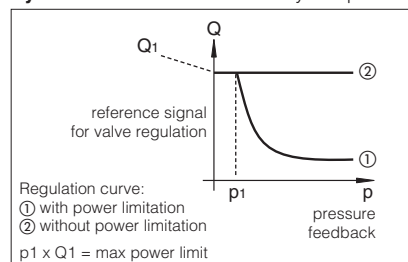 Q
Q1
②
reference signal
for valve regulation
①
p1
p
pressure
feedback
Regulation curve:
① with power limitation
② without power limitation
p1 x Q1 = max power limit